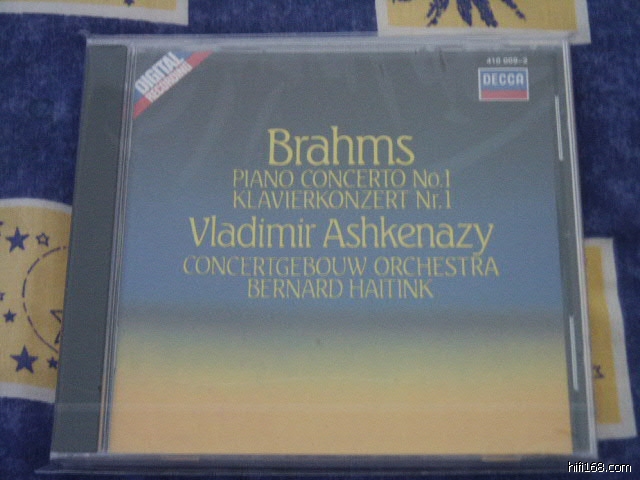 DIGITAL
RECORDING
DECCA
Brahms
PIANO CONCERTO No.1
KLAVIERKONZERT Nr.1
Vladimir Ashkenazy
CONCERTGEBOUW ORCHESTRA
BERNARD HAITINK
hifi168.com